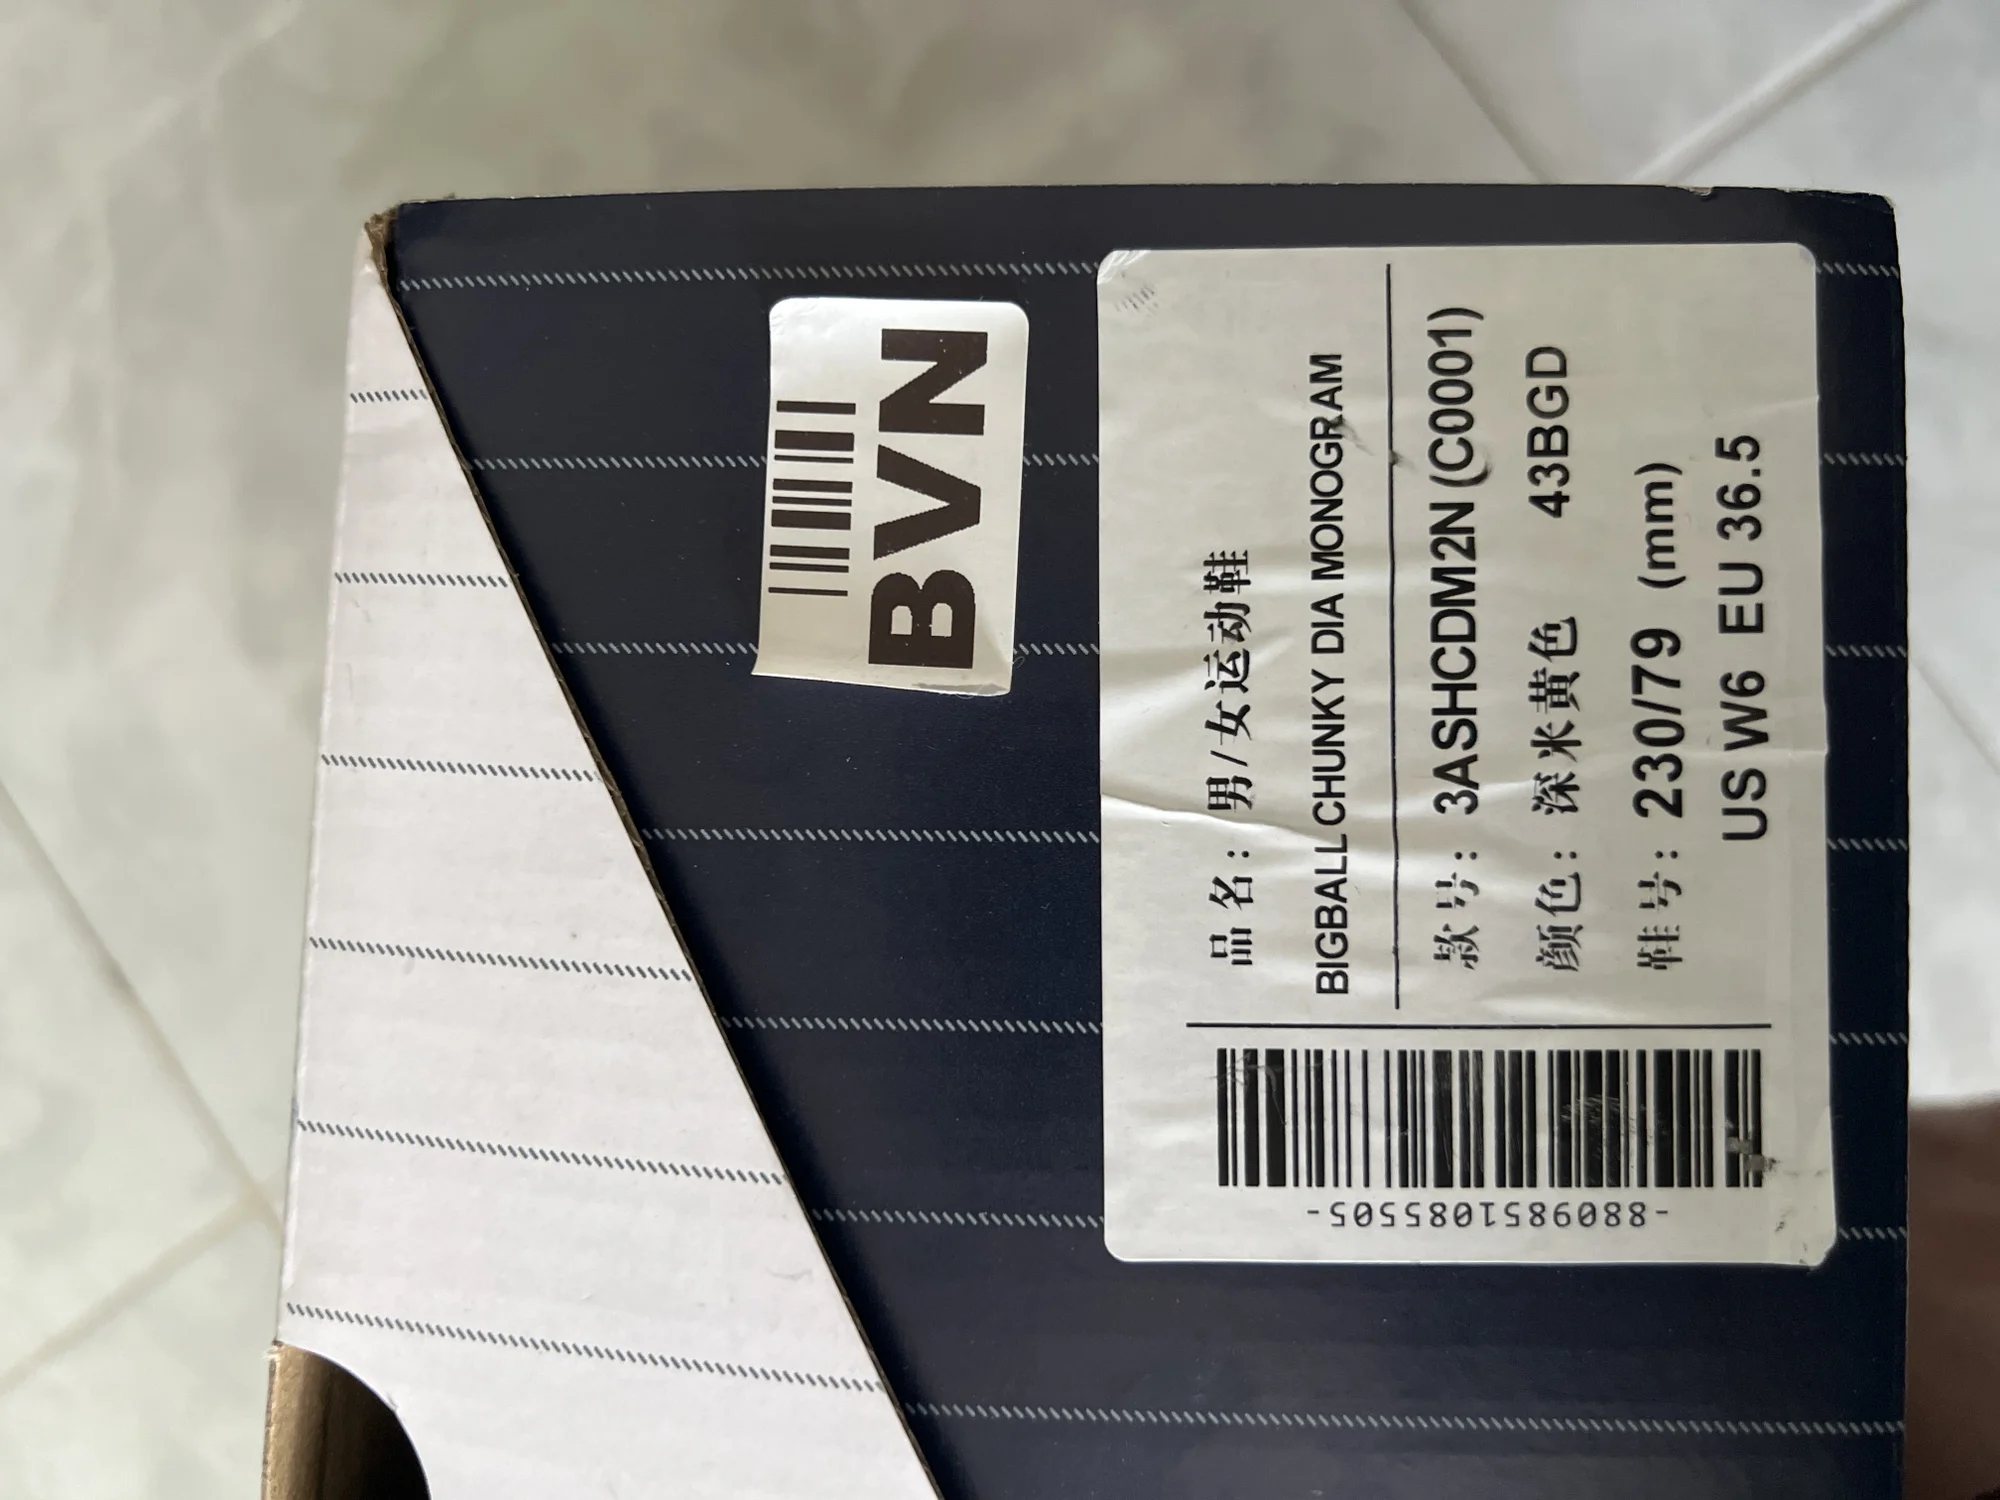 BVN
品名：男/女运动鞋
BIGBALL CHUNKY DIA MONOGRAM
款号：3ASHCDM2N (C0001)
颜色：深米黄色 43BGD
鞋号：230/79 (mm)
US W6 EU 36.5
-8809851085505-